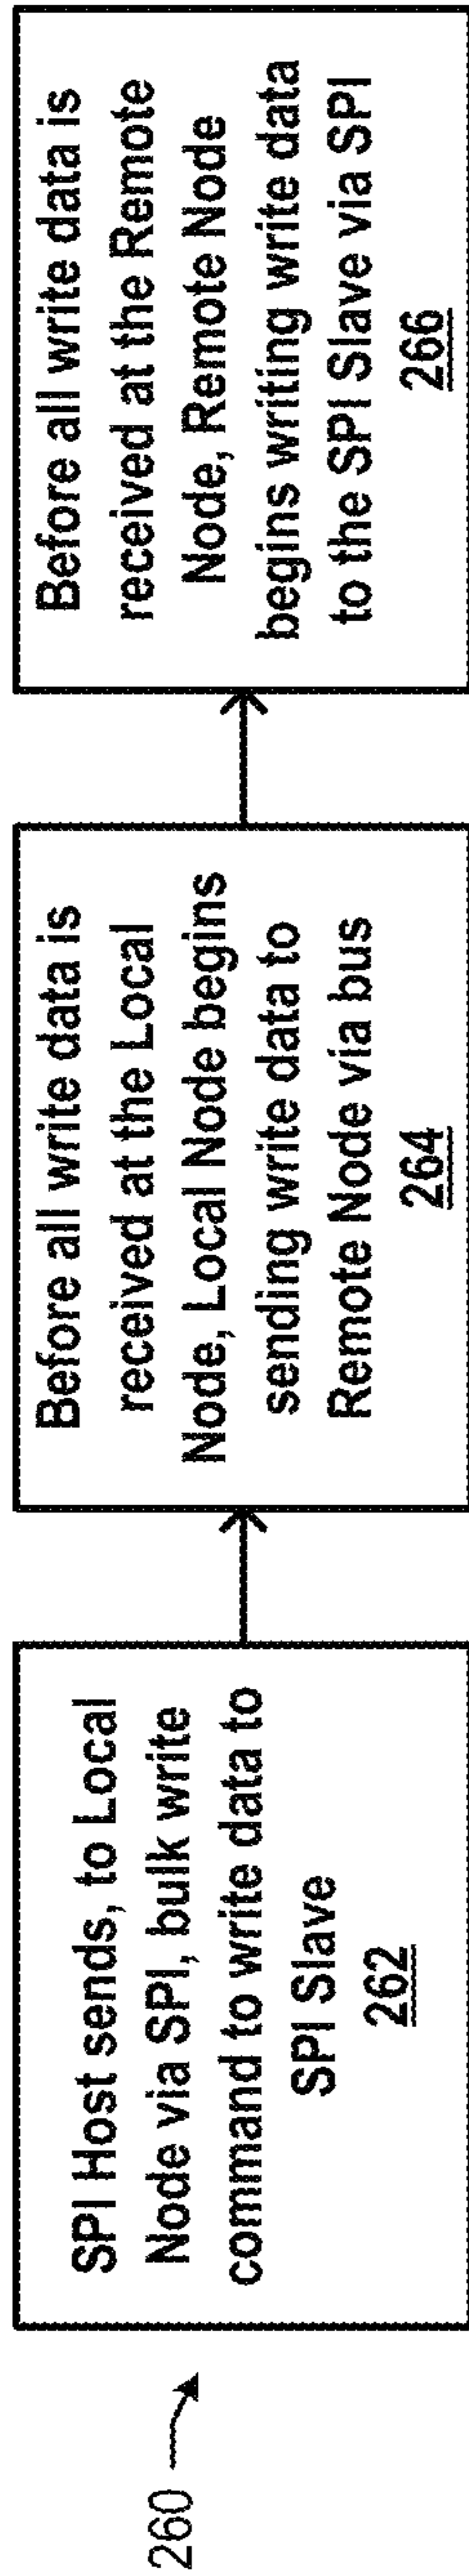 260
SPI Host sends, to Local
Node via SPI, bulk write
command to write data to
SPI Slave
262
Before all write data is
received at the Local
Node, Local Node begins
sending write data to
Remote Node via bus
264
Before all write data is
received at the Remote
Node, Remote Node
begins writing write data
to the SPI Slave via SPI
266